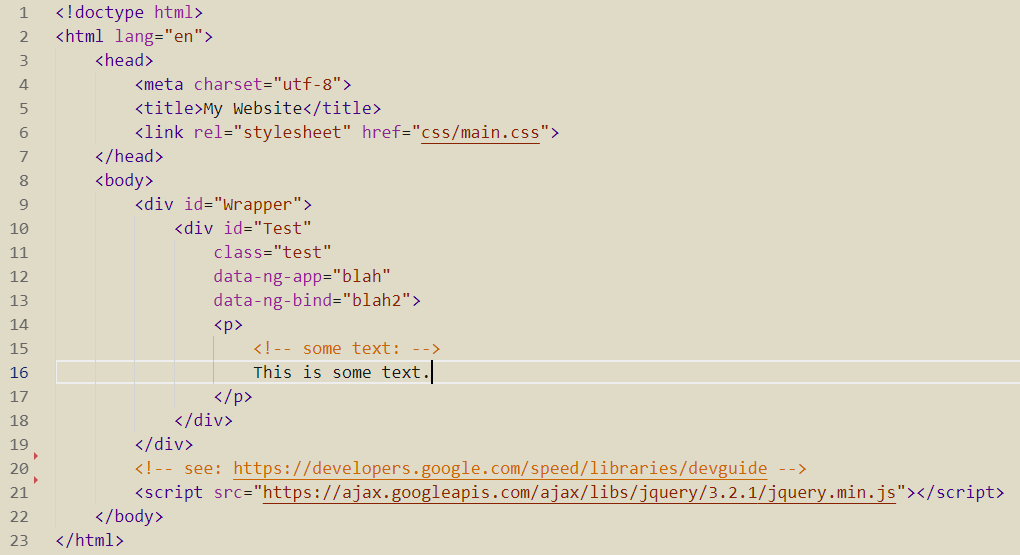 1 <!doctype html>
2 <html lang="en">
3     <head>
4         <meta charset="utf-8">
5         <title>My Website</title>
6         <link rel="stylesheet" href="css/main.css">
7     </head>
8     <body>
9         <div id="Wrapper">
10             <div id="Test"
11                 class="test"
12                 data-ng-app="blah"
13                 data-ng-bind="blah2">
14                 <p>
15                     <!-- some text: -->
16                     This is some text.
17                 </p>
18             </div>
19         </div>
20         <!-- see: https://developers.google.com/speed/libraries/devguide -->
21         <script src="https://ajax.googleapis.com/ajax/libs/jquery/3.2.1/jquery.min.js"></script>
22     </body>
23 </html>